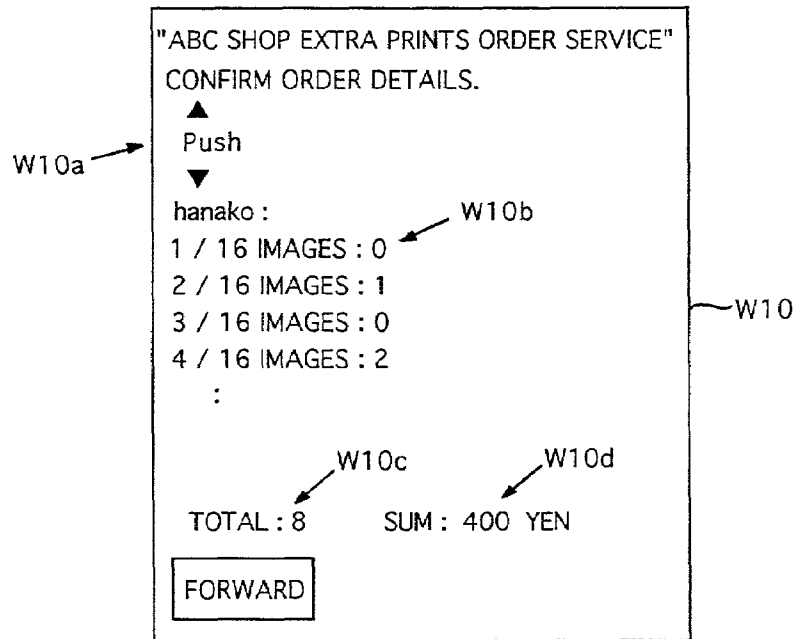 "ABC SHOP EXTRA PRINTS ORDER SERVICE"
CONFIRM ORDER DETAILS.
▲
Push
W10a
▼
hanako :
W10b
1 / 16 IMAGES : 0
2 / 16 IMAGES : 1
3 / 16 IMAGES : 0
W10
4 / 16 IMAGES : 2
:
W10c W10d
TOTAL : 8 SUM : 400 YEN
FORWARD